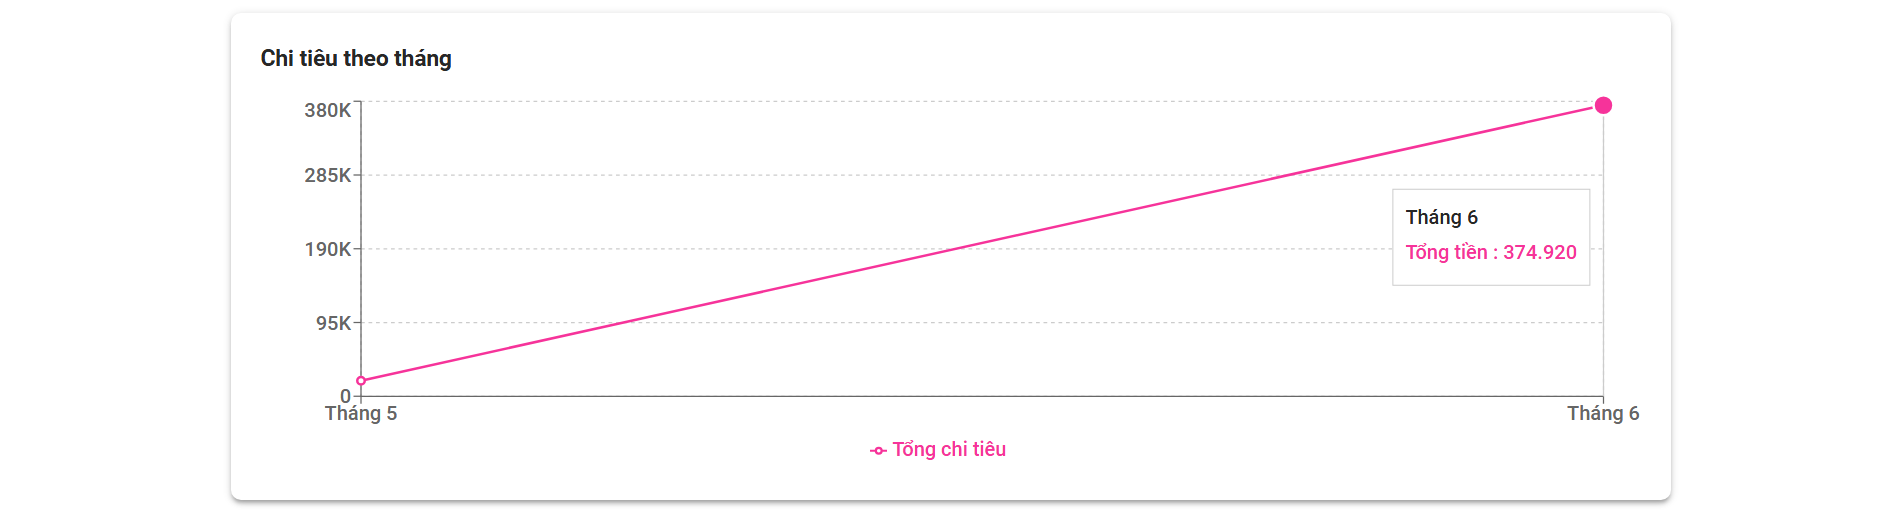 Chi tiêu theo tháng
380K
285K
190K
95K
0
Tháng 5
Tháng 6
Tháng 6
Tổng tiền : 374.920
Tổng chi tiêu